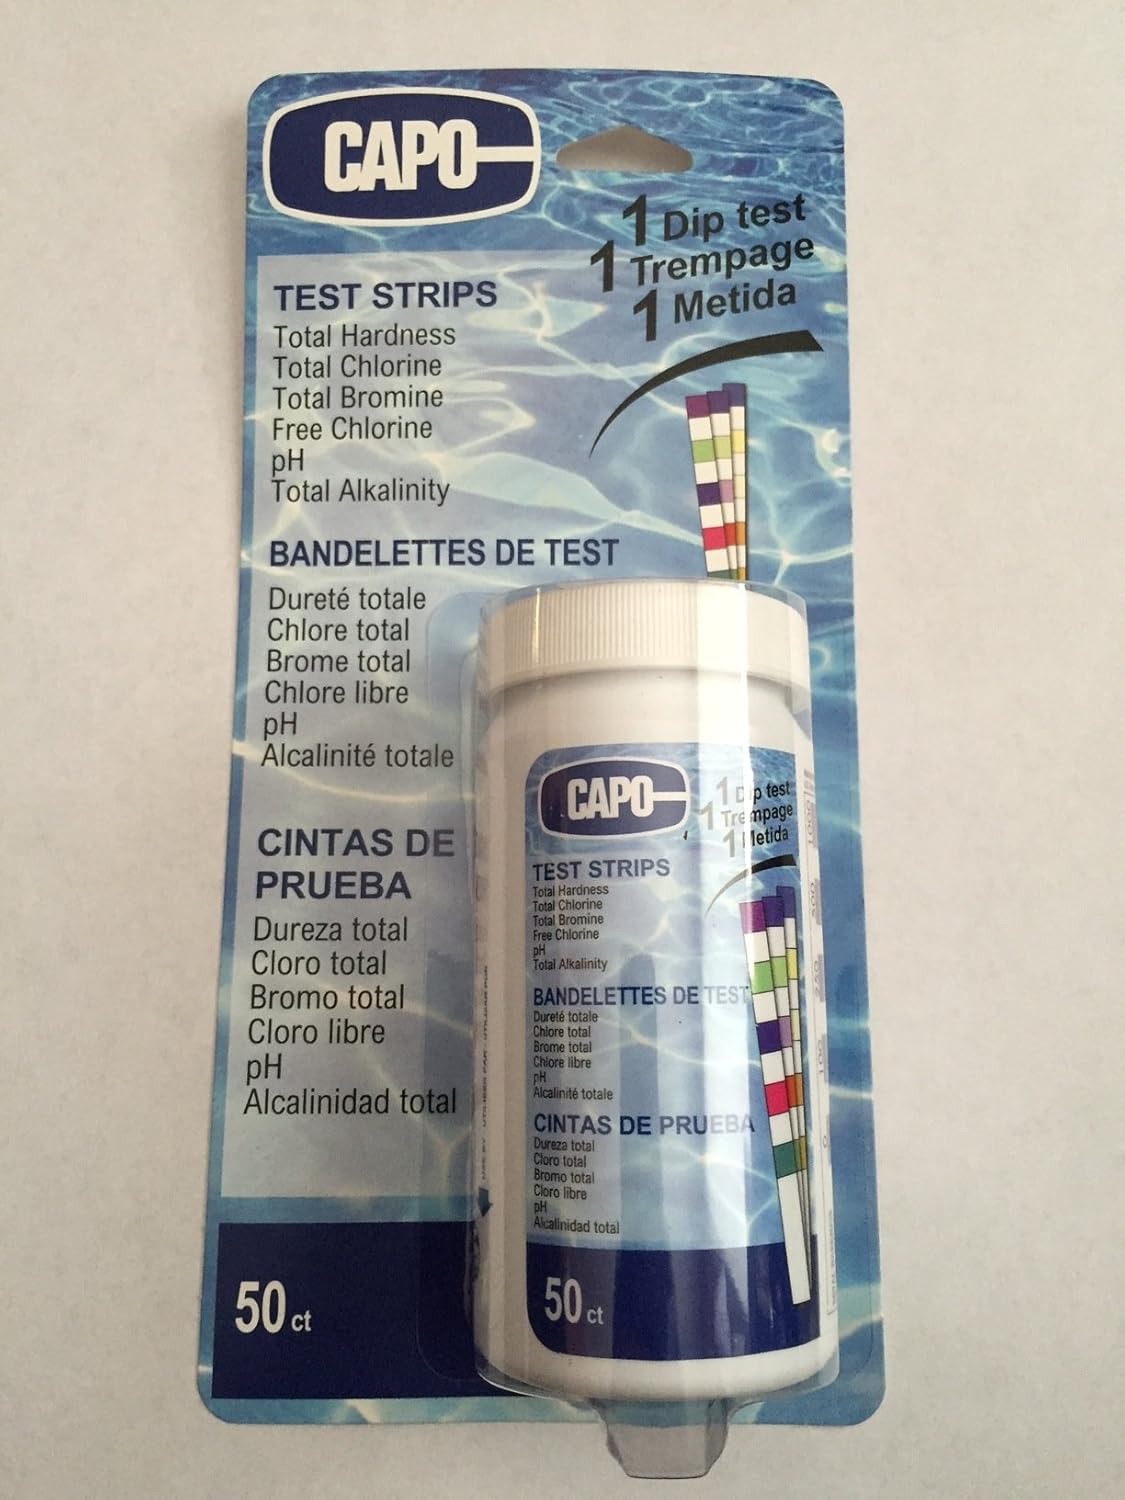 CAPO
1 Dip test
1 Trempage
1 Metida
TEST STRIPS
Total Hardness
Total Chlorine
Total Bromine
Free Chlorine
pH
Total Alkalinity
BANDELETTES DE TEST
Dureté totale
Chlore total
Brome total
Chlore libre
pH
Alcalinité totale
CINTAS DE
PRUEBA
Dureza total
Cloro total
Bromo total
Cloro libre
pH
Alcalinidad total
50 ct
CAPO
1 Dip test
1 Trempage
1 Metida
TEST STRIPS
Total Hardness
Total Chlorine
Total Bromine
Free Chlorine
pH
Total Alkalinity
BANDELETTES DE TEST
Dureté totale
Chlore total
Brome total
Chlore libre
pH
Alcalinité totale
CINTAS DE PRUEBA
Dureza total
Cloro total
Bromo total
Cloro libre
pH
Alcalinidad total
50 ct
1000
500
250
100
0